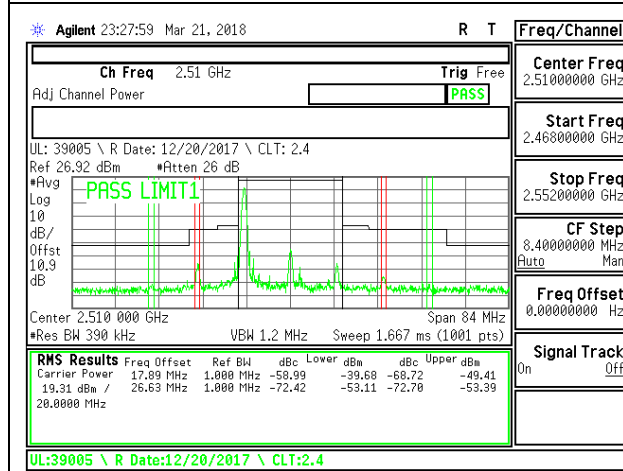 Agilent 23:27:59 Mar 21, 2018 R T
Freq/Channel
Ch Freq 2.51 GHz Trig Free
Adj Channel Power PASS
UL: 39005 \ R Date: 12/20/2017 \ CLT: 2.4
Ref 26.92 dBm #Atten 26 dB
#Avg
Log
10
dB/
Offst
10.9
dB
PASS LIMIT1
Center 2.510 000 GHz Span 84 MHz
#Res BW 390 kHz VBW 1.2 MHz Sweep 1.667 ms (1001 pts)
RMS Results Freq Offset Ref BW dBc Lower dBm dBc Upper dBm
Carrier Power 17.89 MHz 1.000 MHz -58.99 -39.68 -68.72 -49.41
19.31 dBm / 26.63 MHz 1.000 MHz -72.42 -53.11 -72.70 -53.39
20.0000 MHz
UL:39005 \ R Date:12/20/2017 \ CLT:2.4
Center Freq
2.51000000 GHz
Start Freq
2.46800000 GHz
Stop Freq
2.55200000 GHz
CF Step
8.40000000 MHz
Auto Man
Freq Offset
0.00000000 Hz
Signal Track
On Off